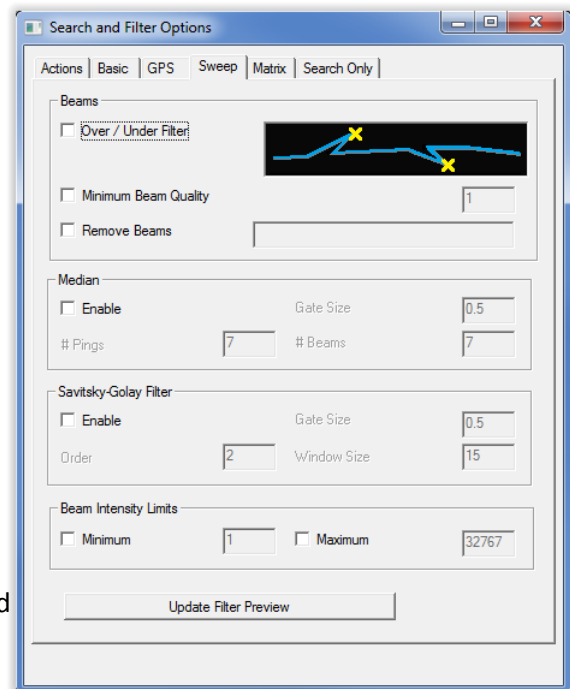 Search and Filter Options
Actions Basic GPS Sweep Matrix Search Only
Beams
Over / Under Filter
Minimum Beam Quality 1
Remove Beams
Median
Enable Gate Size 0.5
# Pings 7 # Beams 7
Savitsky-Golay Filter
Enable Gate Size 0.5
Order 2 Window Size 15
Beam Intensity Limits
Minimum 1 Maximum 32767
Update Filter Preview